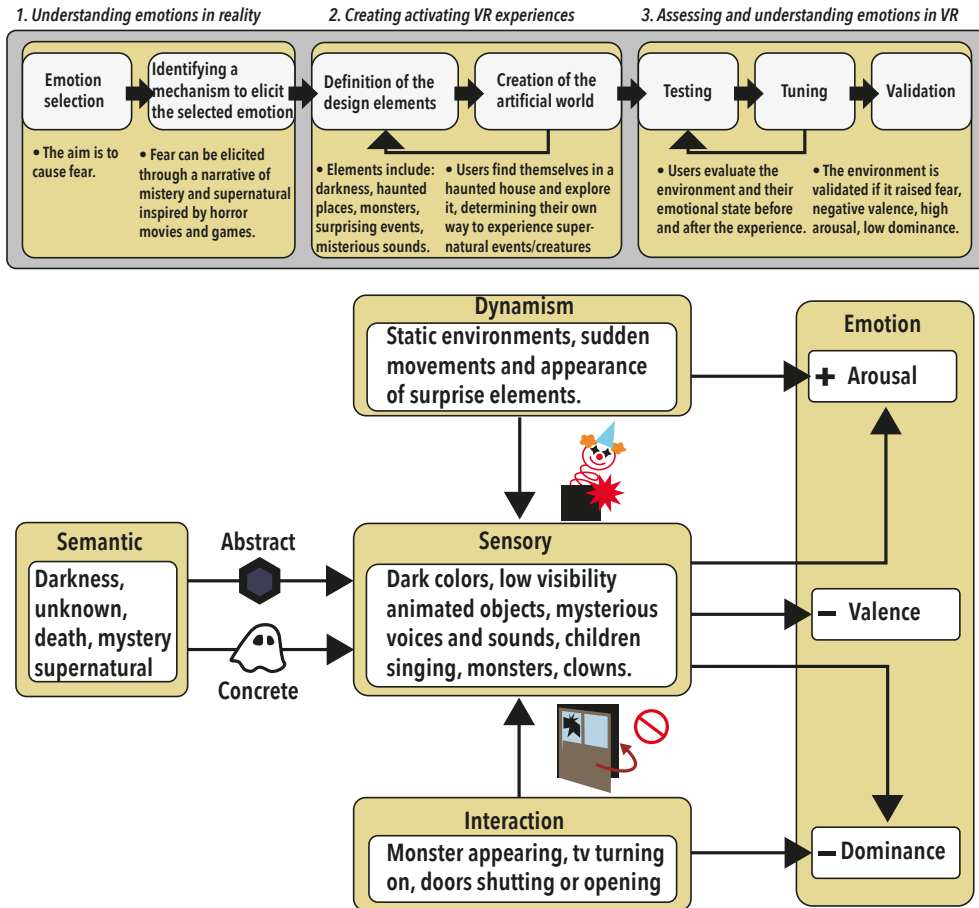 1. Understanding emotions in reality
2. Creating activating VR experiences
3. Assessing and understanding emotions in VR
Emotion
selection
Identifying a
mechanism to elicit
the selected emotion
Definition of the
design elements
Creation of the
artificial world
Testing
Tuning
Validation
• The aim is to
cause fear.
• Fear can be elicited
through a narrative of
mistery and supernatural
inspired by horror
movies and games.
• Elements include:
darkness, haunted
places, monsters,
surprising events,
misterious sounds.
• Users find themselves in a
haunted house and explore
it, determining their own
way to experience super-
natural events/creatures
• Users evaluate the
environment and their
emotional state before
and after the experience.
• The environment is
validated if it raised fear,
negative valence, high
arousal, low dominance.
Dynamism
Static environments, sudden
movements and appearance
of surprise elements.
Emotion
+ Arousal
Semantic
Darkness,
unknown,
death, mystery
supernatural
Abstract
Concrete
Sensory
Dark colors, low visibility
animated objects, mysterious
voices and sounds, children
singing, monsters, clowns.
– Valence
Interaction
Monster appearing, tv turning
on, doors shutting or opening
– Dominance